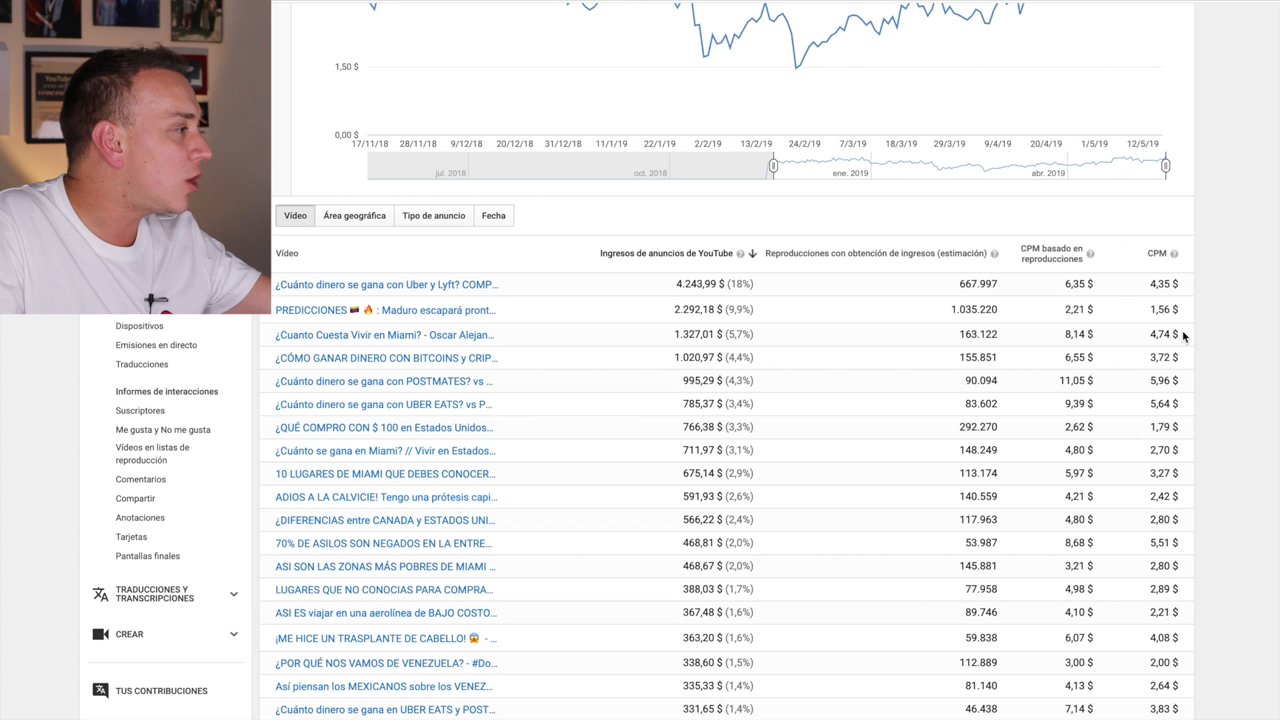 YouTube
1,50 $
0,00 $
17/11/18 28/11/18 9/12/18 20/12/18 31/12/18 11/1/19 22/1/19 2/2/19 13/2/19 24/2/19 7/3/19 18/3/19 29/3/19 9/4/19 20/4/19 1/5/19 12/5/19
jul. 2018 oct. 2018 ene. 2019 abr. 2019
Vídeo Área geográfica Tipo de anuncio Fecha
Vídeo Ingresos de anuncios de YouTube Reproducciones con obtención de ingresos (estimación) CPM basado en reproducciones CPM
¿Cuánto dinero se gana con Uber y Lyft? COMP... 4.243,99 $ (18%) 667.997 6,35 $ 4,35 $
PREDICCIONES 🇻🇪 🔥 : Maduro escapará pront... 2.292,18 $ (9,9%) 1.035.220 2,21 $ 1,56 $
¿Cuanto Cuesta Vivir en Miami? - Oscar Alejan... 1.327,01 $ (5,7%) 163.122 8,14 $ 4,74 $
¿CÓMO GANAR DINERO CON BITCOINS y CRIP... 1.020,97 $ (4,4%) 155.851 6,55 $ 3,72 $
¿Cuánto dinero se gana con POSTMATES? vs ... 995,29 $ (4,3%) 90.094 11,05 $ 5,96 $
¿Cuánto dinero se gana con UBER EATS? vs P... 785,37 $ (3,4%) 83.602 9,39 $ 5,64 $
¿QUÉ COMPRO CON $ 100 en Estados Unidos... 766,38 $ (3,3%) 292.270 2,62 $ 1,79 $
¿Cuánto se gana en Miami? // Vivir en Estados... 711,97 $ (3,1%) 148.249 4,80 $ 2,70 $
10 LUGARES DE MIAMI QUE DEBES CONOCER... 675,14 $ (2,9%) 113.174 5,97 $ 3,27 $
ADIOS A LA CALVICIE! Tengo una prótesis capi... 591,93 $ (2,6%) 140.559 4,21 $ 2,42 $
¿DIFERENCIAS entre CANADA y ESTADOS UNI... 566,22 $ (2,4%) 117.963 4,80 $ 2,80 $
70% DE ASILOS SON NEGADOS EN LA ENTRE... 468,81 $ (2,0%) 53.987 8,68 $ 5,51 $
ASI SON LAS ZONAS MÁS POBRES DE MIAMI ... 468,67 $ (2,0%) 145.881 3,21 $ 2,80 $
LUGARES QUE NO CONOCIAS PARA COMPRA... 388,03 $ (1,7%) 77.958 4,98 $ 2,89 $
ASI ES viajar en una aerolínea de BAJO COSTO... 367,48 $ (1,6%) 89.746 4,10 $ 2,21 $
¡ME HICE UN TRASPLANTE DE CABELLO! 😱 - ... 363,20 $ (1,6%) 59.838 6,07 $ 4,08 $
¿POR QUÉ NOS VAMOS DE VENEZUELA? - #Do... 338,60 $ (1,5%) 112.889 3,00 $ 2,00 $
Así piensan los MEXICANOS sobre los VENEZ... 335,33 $ (1,4%) 81.140 4,13 $ 2,64 $
¿Cuánto dinero se gana en UBER EATS y POST... 331,65 $ (1,4%) 46.438 7,14 $ 3,83 $
Dispositivos
Emisiones en directo
Traducciones
Informes de interacciones
Suscriptores
Me gusta y No me gusta
Vídeos en listas de
reproducción
Comentarios
Compartir
Anotaciones
Tarjetas
Pantallas finales
TRADUCCIONES Y
TRANSCRIPCIONES
CREAR
TUS CONTRIBUCIONES